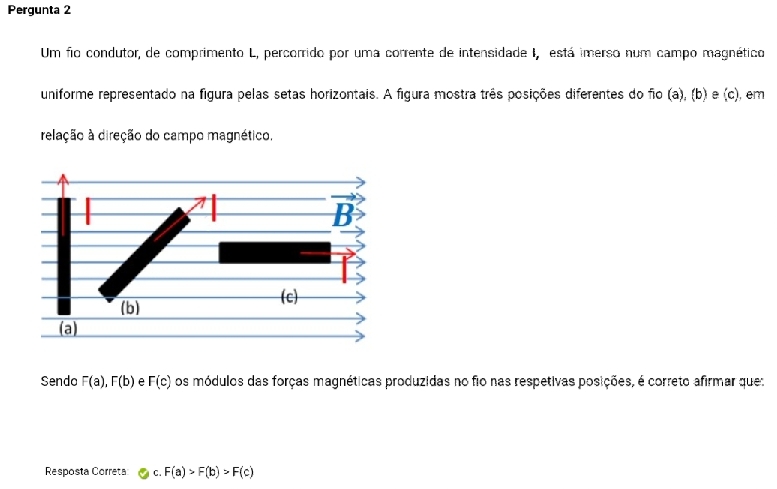 Pergunta 2
Um fio condutor, de comprimento L, percorrido por uma corrente de intensidade I, está imerso num campo magnético
uniforme representado na figura pelas setas horizontais. A figura mostra três posições diferentes do fio (a), (b) e (c), em
relação à direção do campo magnético.
I
I
B
I
(c)
(b)
(a)
Sendo F(a), F(b) e F(c) os módulos das forças magnéticas produzidas no fio nas respetivas posições, é correto afirmar que:
Resposta Correta: c. F(a) > F(b) > F(c)